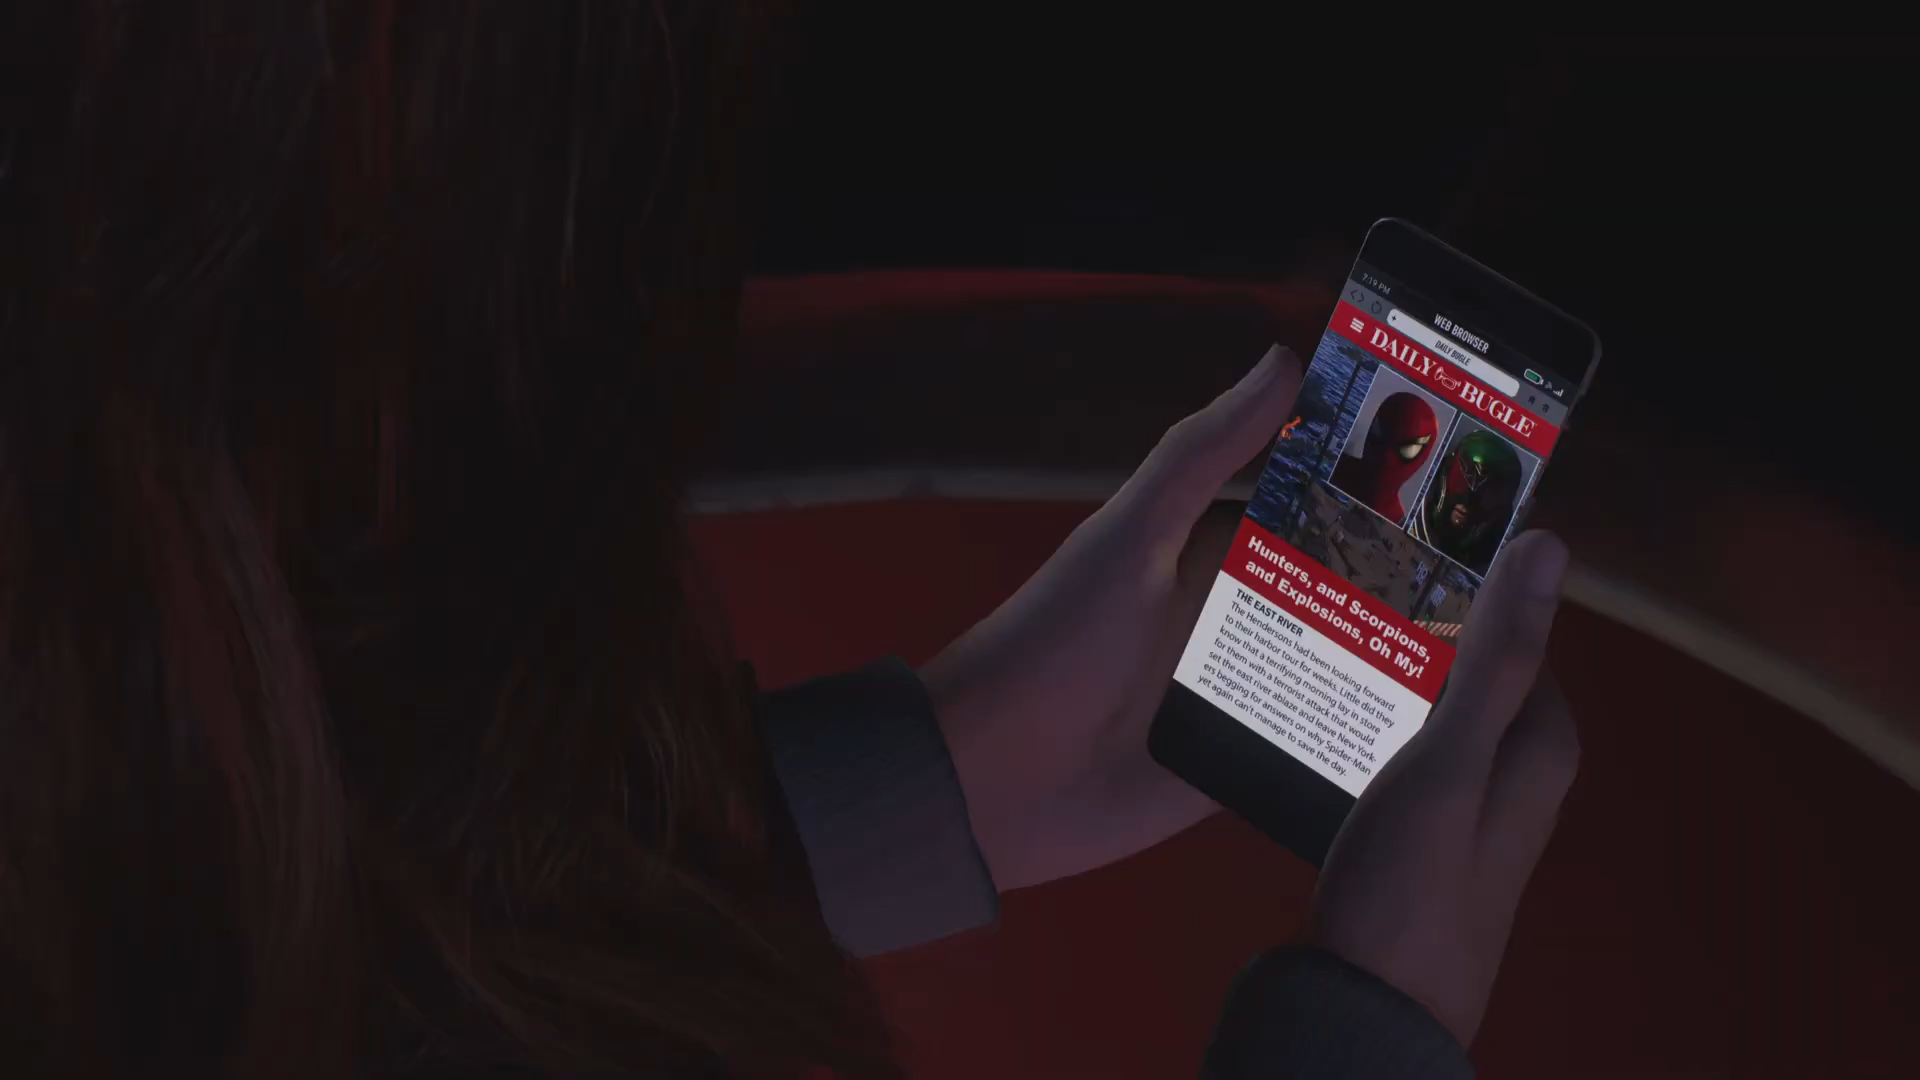 7:19 PM
WEB BROWSER
DAILY BUGLE
DAILY BUGLE
Hunters, and Scorpions,
and Explosions, Oh My!
THE EAST RIVER
The Hendersons had been looking forward
to their harbor tour for weeks. Little did they
know that a terrifying morning lay in store
for them with a terrorist attack that would
set the east river ablaze and leave New York-
ers begging for answers on why Spider-Man
yet again can't manage to save the day.